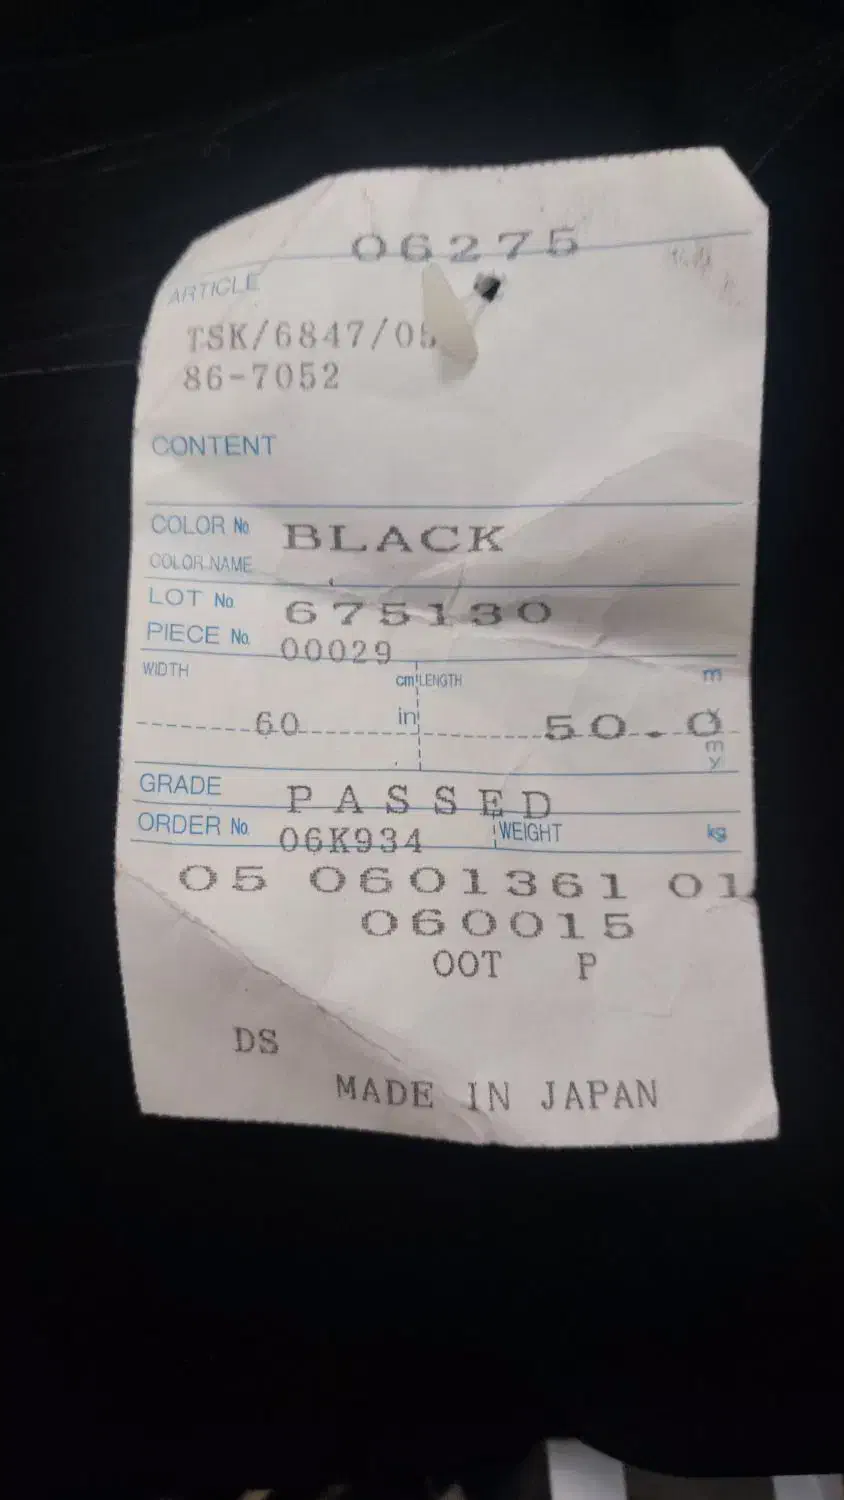 06275
ARTICLE
TSK/6847/05
86-7052
CONTENT
COLOR No. BLACK
COLOR NAME
LOT No. 675130
PIECE No. 00029
WIDTH cm LENGTH m
60 in 50.0 Y
m
y
GRADE PASSED
ORDER No. 06K934 WEIGHT kg
05 0601361 01
060015
OOT P
DS
MADE IN JAPAN